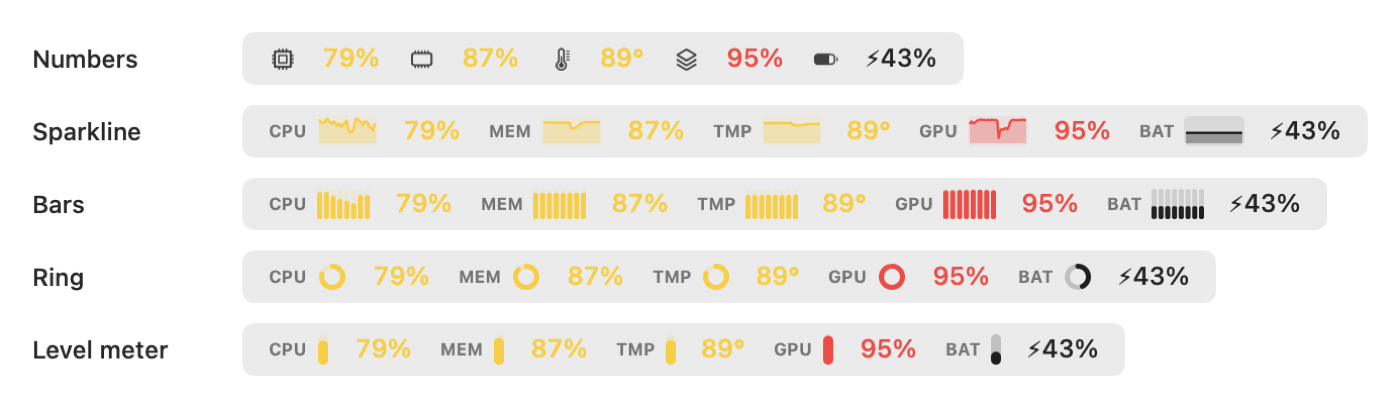 Numbers 79% 87% 89° 95% ⚡43%
Sparkline CPU 79% MEM 87% TMP 89° GPU 95% BAT ⚡43%
Bars CPU 79% MEM 87% TMP 89° GPU 95% BAT ⚡43%
Ring CPU 79% MEM 87% TMP 89° GPU 95% BAT ⚡43%
Level meter CPU 79% MEM 87% TMP 89° GPU 95% BAT ⚡43%